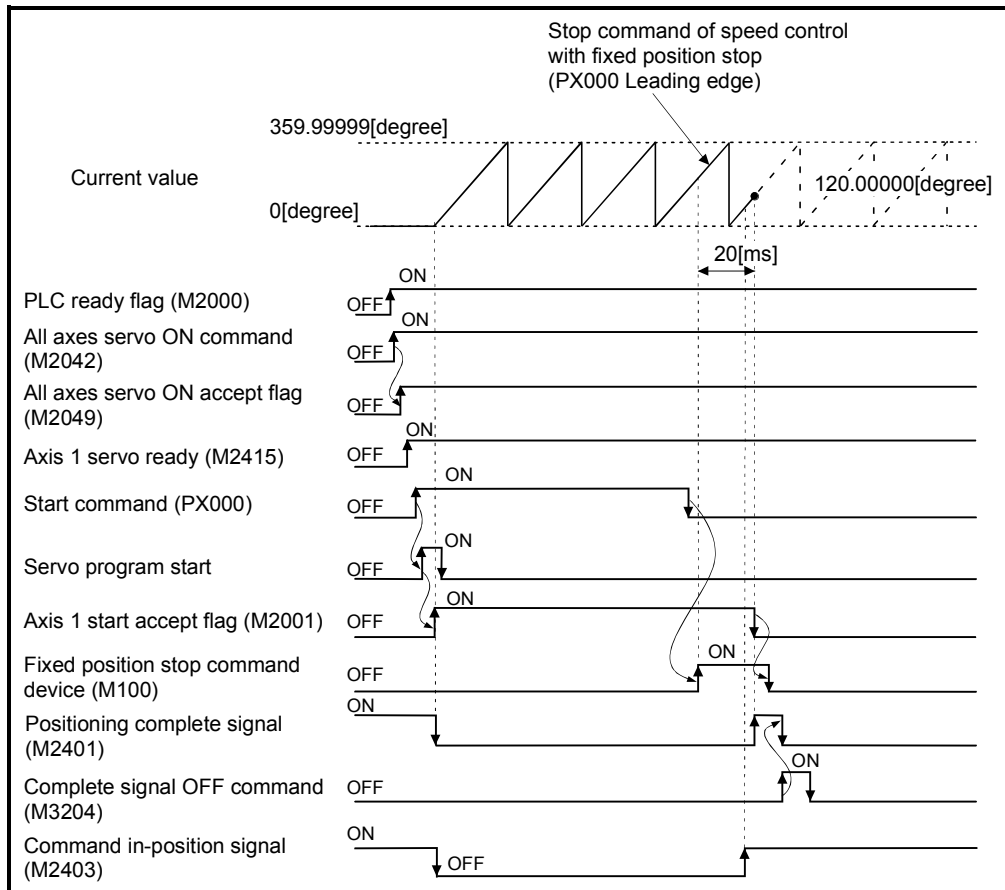 Stop command of speed control
with fixed position stop
(PX000 Leading edge)
359.99999[degree]
Current value
120.00000[degree]
0[degree]
20[ms]
ON
PLC ready flag (M2000)
OFF
ON
All axes servo ON command
(M2042)
OFF
All axes servo ON accept flag
(M2049)
OFF
ON
Axis 1 servo ready (M2415)
OFF
ON
Start command (PX000)
OFF
ON
Servo program start
OFF
ON
Axis 1 start accept flag (M2001)
OFF
Fixed position stop command
device (M100)
ON
OFF
ON
Positioning complete signal
(M2401)
ON
Complete signal OFF command
(M3204)
OFF
ON
Command in-position signal
(M2403)
OFF